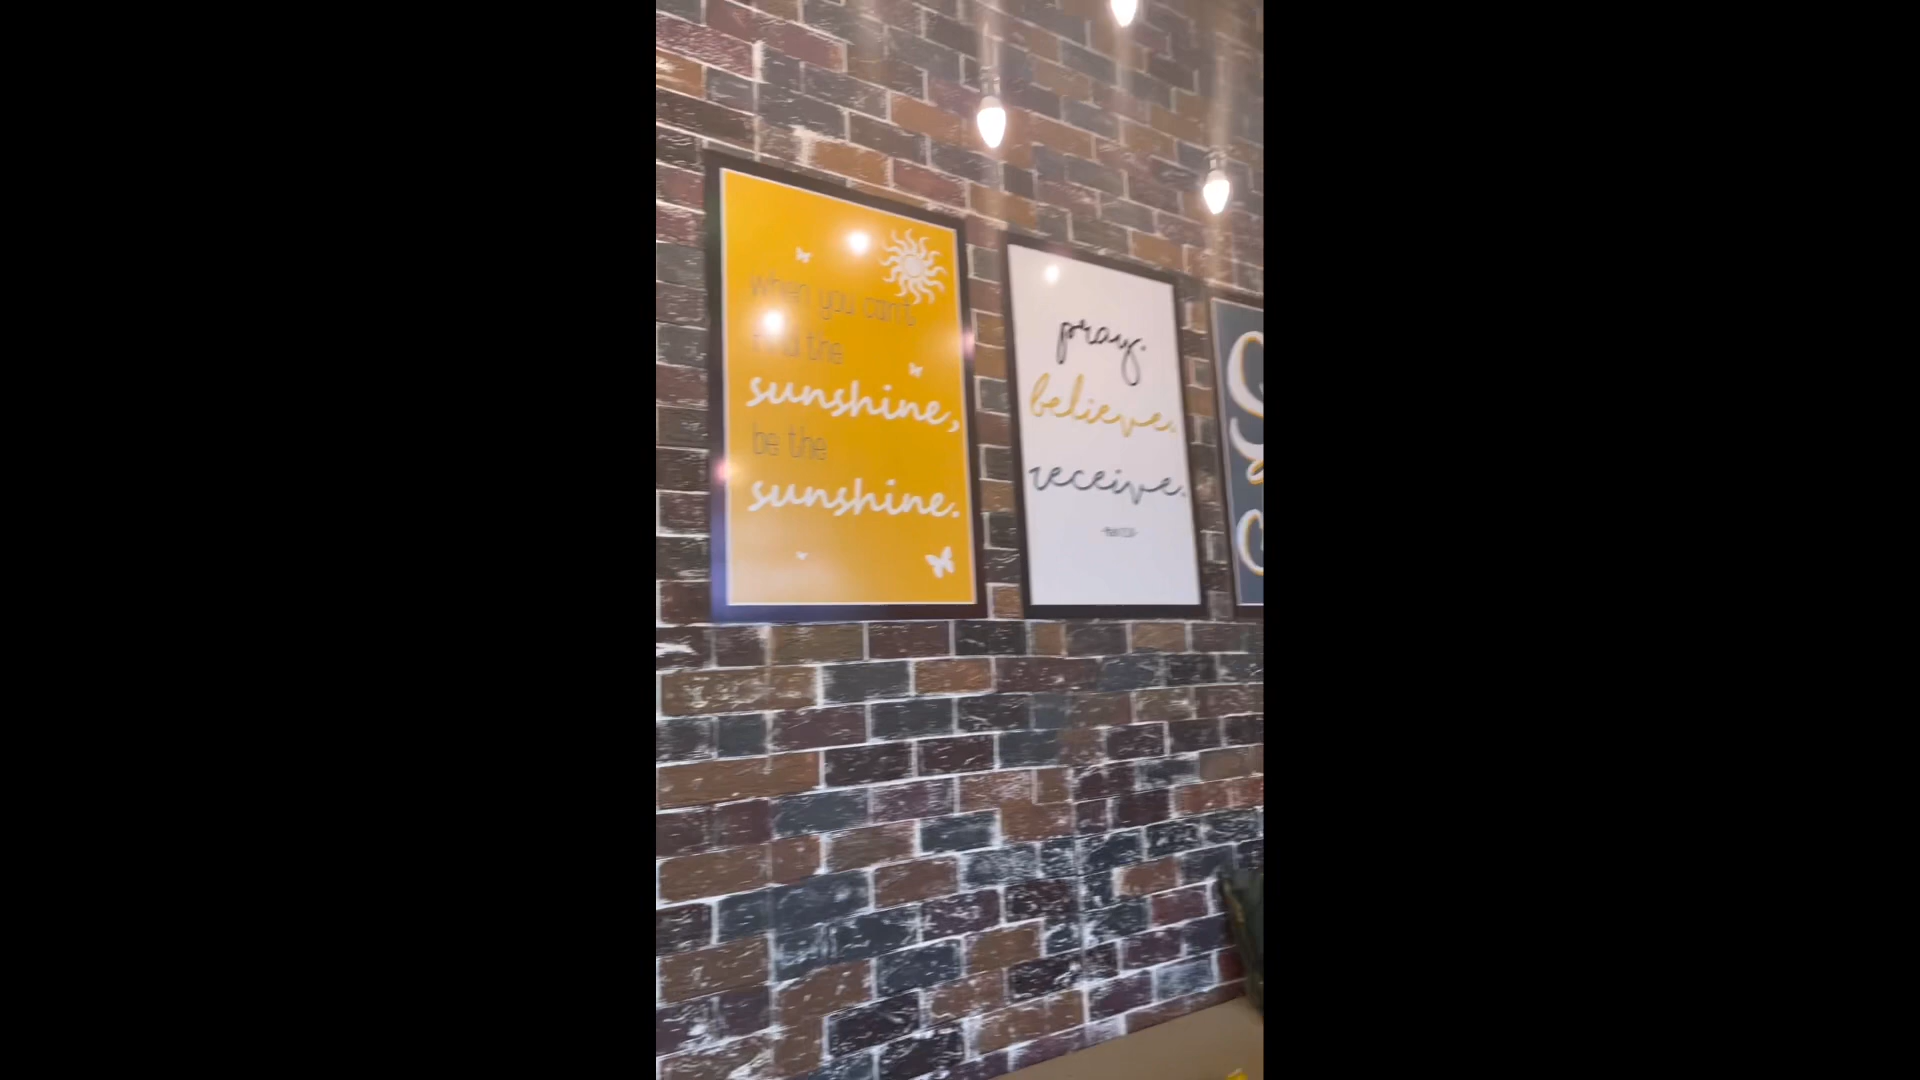 when you can't
find the
sunshine,
be the
sunshine.
pray.
believe.
receive.